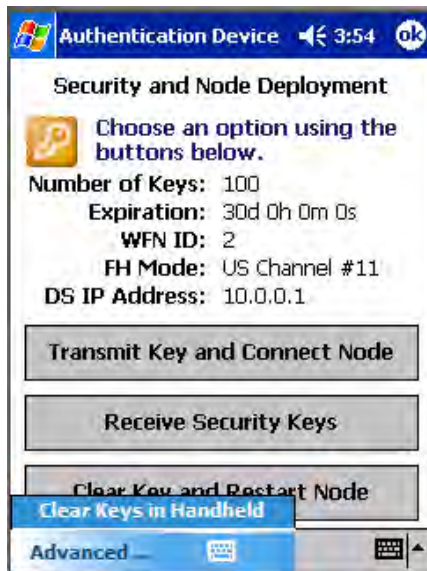 Authentication Device 3:54 ok
Security and Node Deployment
Choose an option using the
buttons below.
Number of Keys: 100
Expiration: 30d 0h 0m 0s
WFN ID: 2
FH Mode: US Channel #11
DS IP Address: 10.0.0.1
Transmit Key and Connect Node
Receive Security Keys
Clear Key and Restart Node
Clear Keys in Handheld
Advanced ...